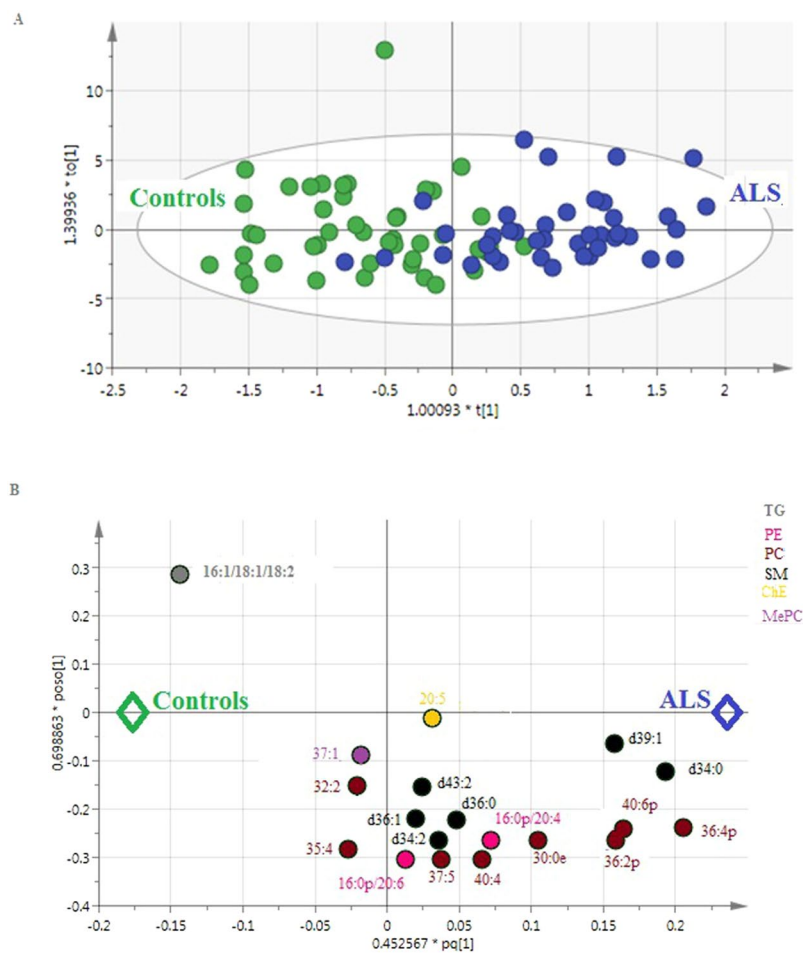 A
10
5
0
-5
-10
1.39936 * to[1]
Controls
ALS
-2.5 -2 -1.5 -1 -0.5 0 0.5 1 1.5 2
1.00093 * t[1]
B
TG
PE
PC
SM
ChE
MePC
0.3
0.2
0.1
0
-0.1
-0.2
-0.3
-0.4
0.698863 * poso[1]
16:1/18:1/18:2
Controls
20:5
ALS
37:1
32:2
d43:2
d39:1
d34:0
d36:1
d36:0
d34:2
16:0p/20:4
40:6p
36:4p
35:4
30:0e
36:2p
16:0p/20:6
37:5
40:4
-0.2 -0.15 -0.1 -0.05 0 0.05 0.1 0.15 0.2
0.452567 * pq[1]